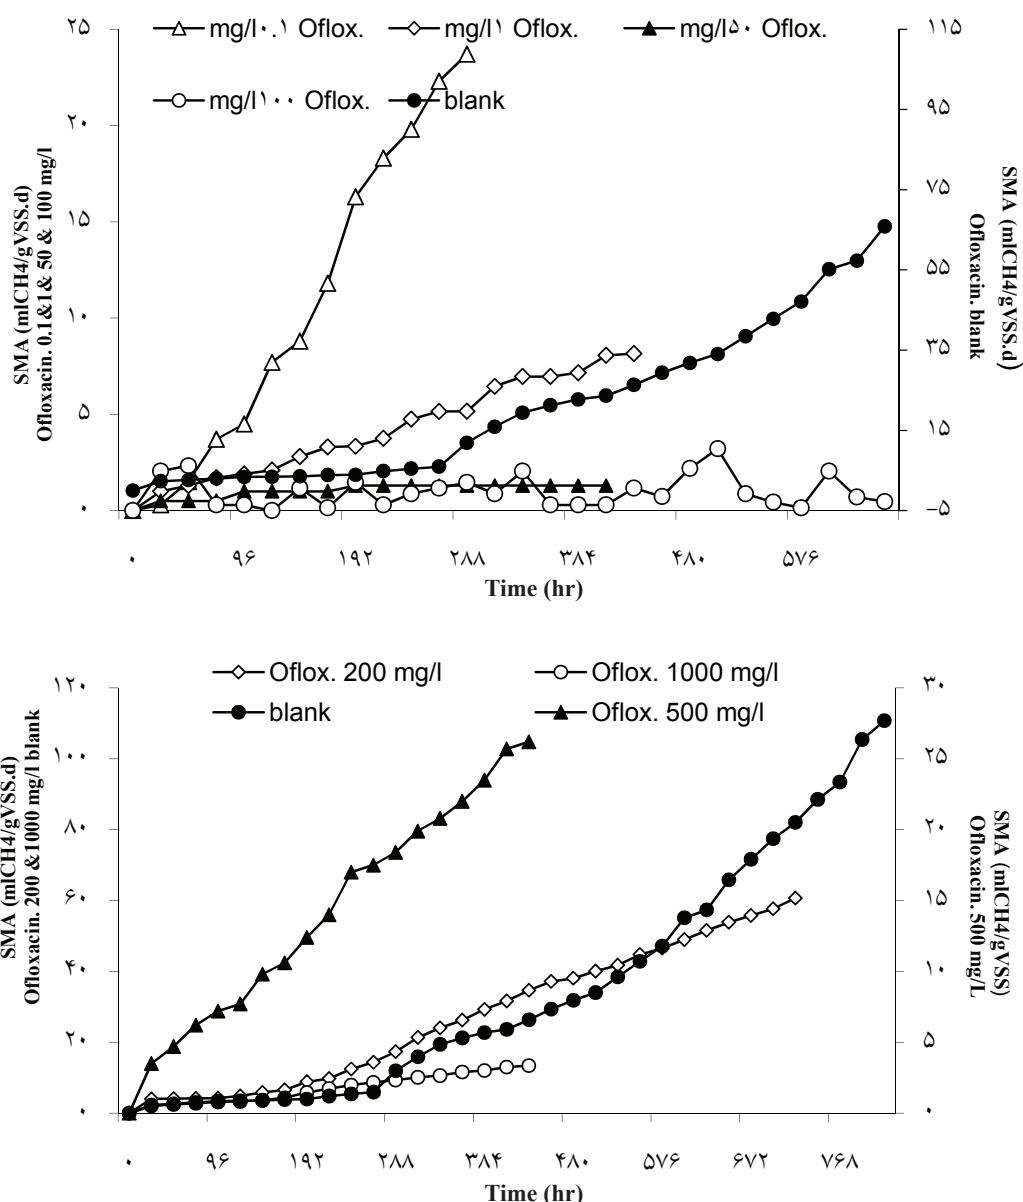 mg/l۰.۱ Oflox. mg/l۱ Oflox. mg/l۵۰ Oflox.
mg/l۱۰۰ Oflox. blank
SMA (mlCH4/gVSS.d)
Ofloxacin. 0.1&1& 50 & 100 mg/l
۲۵
۲۰
۱۵
۱۰
۵
۰
۱۱۵
۹۵
۷۵
۵۵
۳۵
۱۵
-۵
SMA (mlCH4/gVSS.d)
Ofloxacin. blank
۰ ۹۶ ۱۹۲ ۲۸۸ ۳۸۴ ۴۸۰ ۵۷۶
Time (hr)
Oflox. 200 mg/l Oflox. 1000 mg/l
blank Oflox. 500 mg/l
SMA (mlCH4/gVSS.d)
Ofloxacin. 200 &1000 mg/l blank
۱۲۰
۱۰۰
۸۰
۶۰
۴۰
۲۰
۰
۳۰
۲۵
۲۰
۱۵
۱۰
۵
۰
SMA (mlCH4/gVSS)
Ofloxacin. 500 mg/L
۰ ۹۶ ۱۹۲ ۲۸۸ ۳۸۴ ۴۸۰ ۵۷۶ ۶۷۲ ۷۶۸
Time (hr)